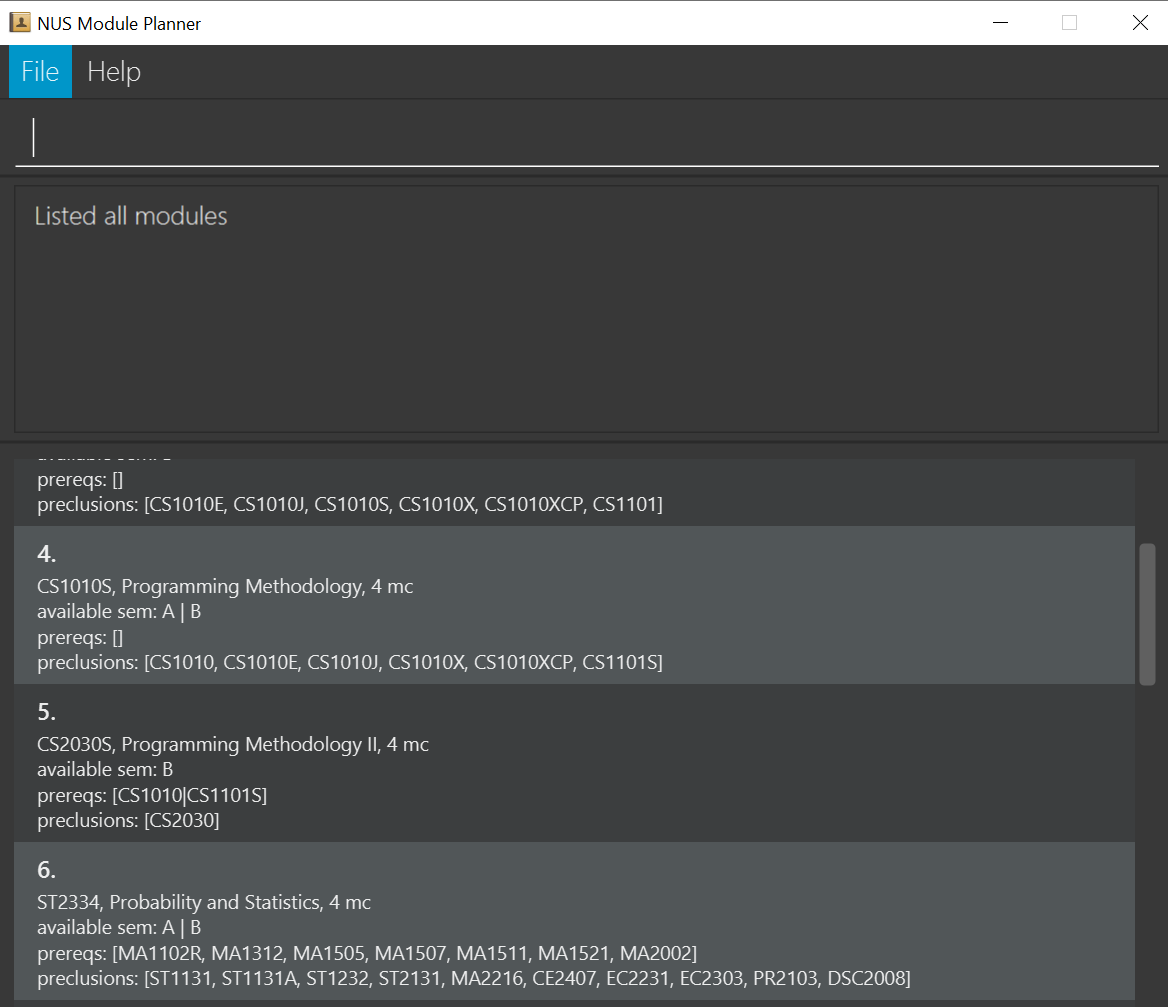 NUS Module Planner
File Help
Listed all modules
prereqs: []
preclusions: [CS1010E, CS1010J, CS1010S, CS1010X, CS1010XCP, CS1101]
4.
CS1010S, Programming Methodology, 4 mc
available sem: A | B
prereqs: []
preclusions: [CS1010, CS1010E, CS1010J, CS1010X, CS1010XCP, CS1101S]
5.
CS2030S, Programming Methodology II, 4 mc
available sem: B
prereqs: [CS1010|CS1101S]
preclusions: [CS2030]
6.
ST2334, Probability and Statistics, 4 mc
available sem: A | B
prereqs: [MA1102R, MA1312, MA1505, MA1507, MA1511, MA1521, MA2002]
preclusions: [ST1131, ST1131A, ST1232, ST2131, MA2216, CE2407, EC2231, EC2303, PR2103, DSC2008]